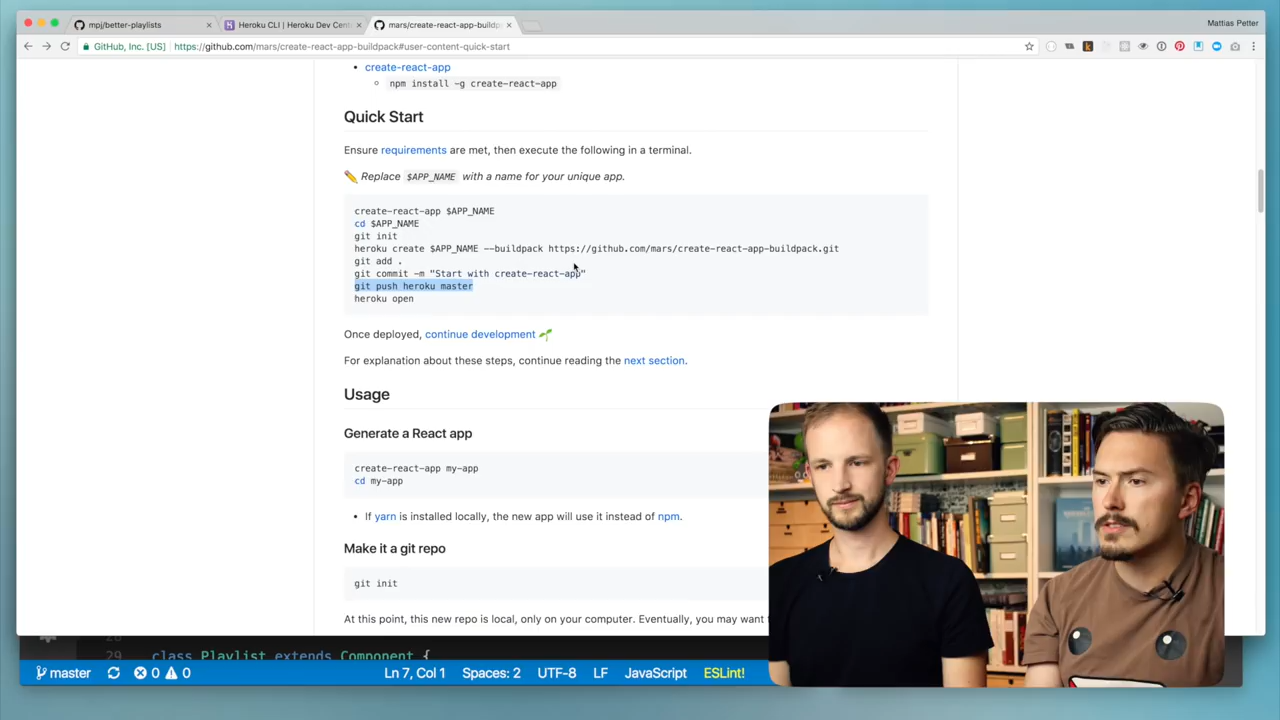 mpj/better-playlists
Heroku CLI | Heroku Dev Cent
mars/create-react-app-buildp
Mattias Petter
GitHub, Inc. [US]
https://github.com/mars/create-react-app-buildpack#user-content-quick-start
create-react-app
npm install -g create-react-app
Quick Start
Ensure requirements are met, then execute the following in a terminal.
Replace $APP_NAME with a name for your unique app.
create-react-app $APP_NAME
cd $APP_NAME
git init
heroku create $APP_NAME --buildpack https://github.com/mars/create-react-app-buildpack.git
git add .
git commit -m "Start with create-react-app"
git push heroku master
heroku open
Once deployed, continue development
For explanation about these steps, continue reading the next section.
Usage
Generate a React app
create-react-app my-app
cd my-app
If yarn is installed locally, the new app will use it instead of npm.
Make it a git repo
git init
At this point, this new repo is local, only on your computer. Eventually, you may want
29 class Playlist extends Component {
master
0 0
Ln 7, Col 1
Spaces: 2
UTF-8
LF
JavaScript
ESLint!